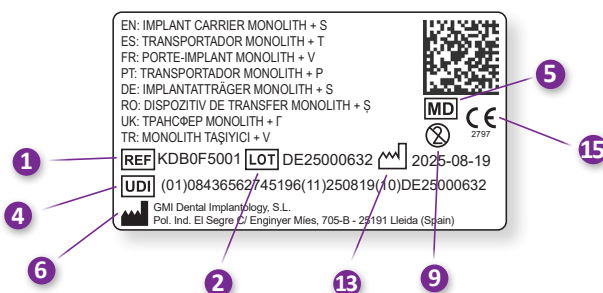 EN: IMPLANT CARRIER MONOLITH + S
ES: TRANSPORTADOR MONOLITH + T
FR: PORTE-IMPLANT MONOLITH + V
PT: TRANSPORTADOR MONOLITH + P
DE: IMPLANTATTRÄGER MONOLITH + S
RO: DISPOZITIV DE TRANSFER MONOLITH + Ș
UK: ТРАНСФЕР MONOLITH + Г
TR: MONOLITH TAŞIYICI + V
MD
5
CE
2797
15
1
REF KDB0F5001 LOT DE25000632 2025-08-19
UDI (01)08436562745196(11)250819(10)DE25000632
4
GMI Dental Implantology, S.L.
Pol. Ind. El Segre C/ Enginyer Míes, 705-B - 25191 Lleida (Spain)
6
2
13
9